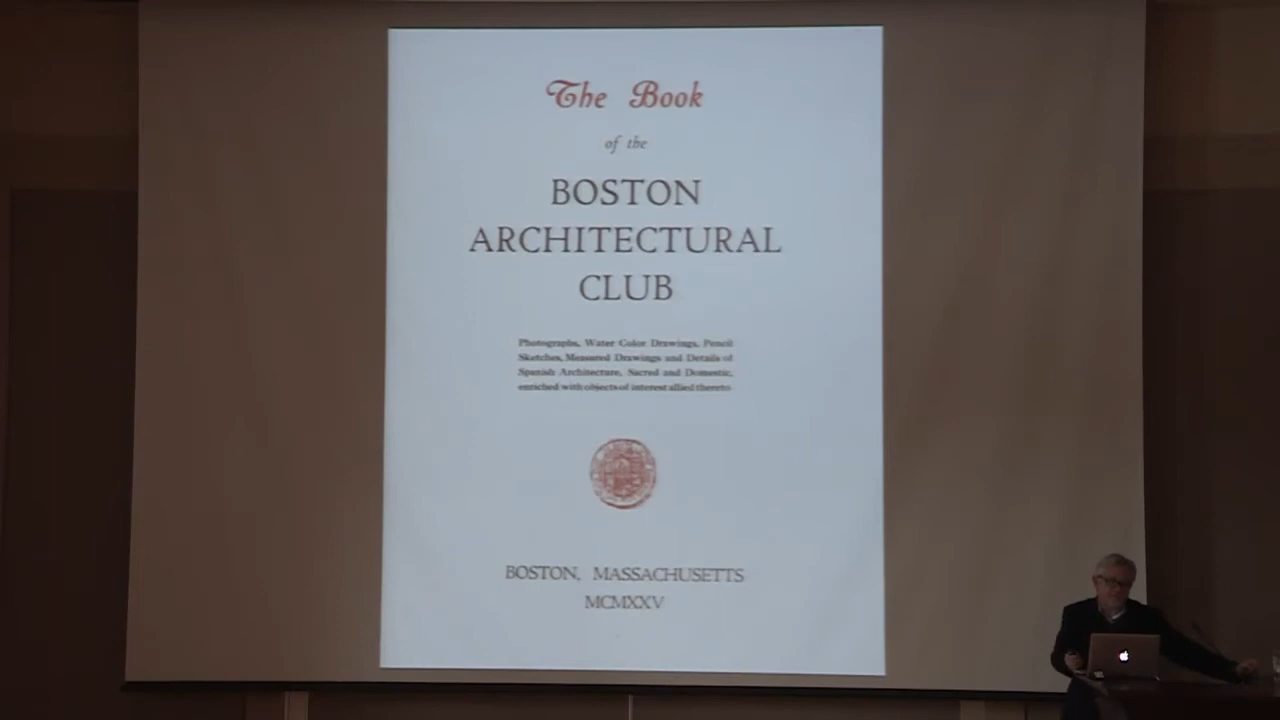 The Book
of the
BOSTON
ARCHITECTURAL
CLUB
Photographs, Water Color Drawings, Pencil
Sketches, Measured Drawings and Details of
Spanish Architecture, Sacred and Domestic,
enriched with objects of interest allied thereto
BOSTON, MASSACHUSETTS
MCMXXV